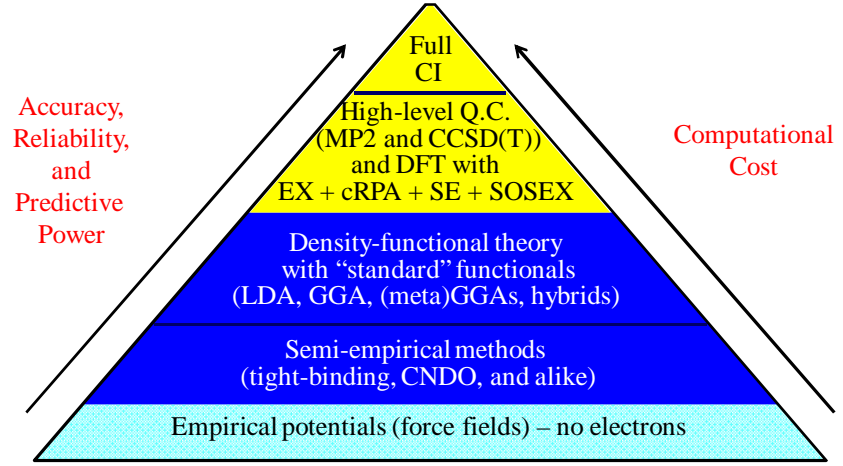 Full
CI
High-level Q.C.
(MP2 and CCSD(T))
and DFT with
EX + cRPA + SE + SOSEX
Accuracy,
Reliability,
and
Predictive
Power
Computational
Cost
Density-functional theory
with “standard” functionals
(LDA, GGA, (meta)GGAs, hybrids)
Semi-empirical methods
(tight-binding, CNDO, and alike)
Empirical potentials (force fields) – no electrons